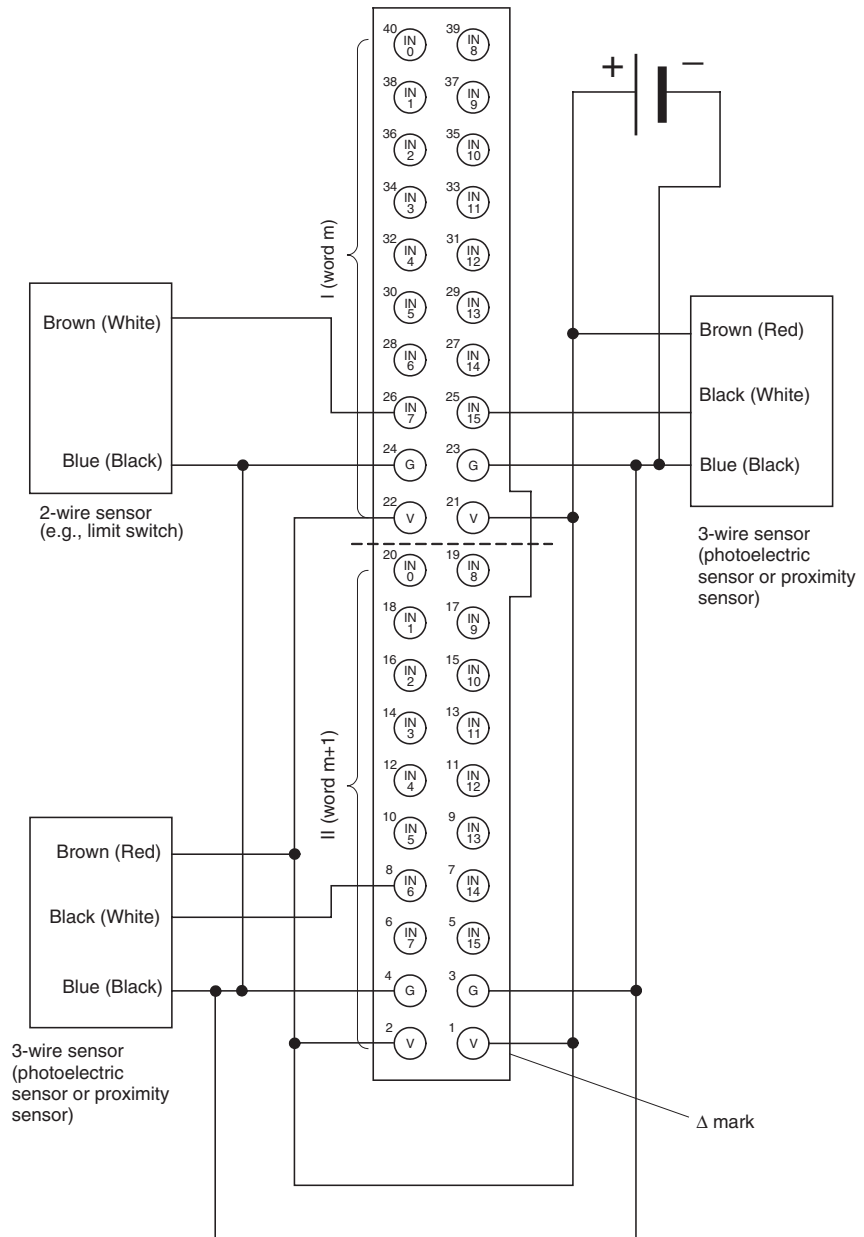 40 IN 0 39 IN 8
+ −
38 IN 1 37 IN 9
36 IN 2 35 IN 10
34 IN 3 33 IN 11
I (word m)
32 IN 4 31 IN 12
30 IN 5 29 IN 13
28 IN 6 27 IN 14
26 IN 7 25 IN 15
24 G 23 G
22 V 21 V
Brown (White)
Blue (Black)
2-wire sensor
(e.g., limit switch)
Brown (Red)
Black (White)
Blue (Black)
3-wire sensor
(photoelectric
sensor or proximity
sensor)
20 IN 0 19 IN 8
18 IN 1 17 IN 9
16 IN 2 15 IN 10
14 IN 3 13 IN 11
II (word m+1)
12 IN 4 11 IN 12
10 IN 5 9 IN 13
8 IN 6 7 IN 14
6 IN 7 5 IN 15
4 G 3 G
2 V 1 V
Brown (Red)
Black (White)
Blue (Black)
3-wire sensor
(photoelectric
sensor or proximity
sensor)
Δ mark